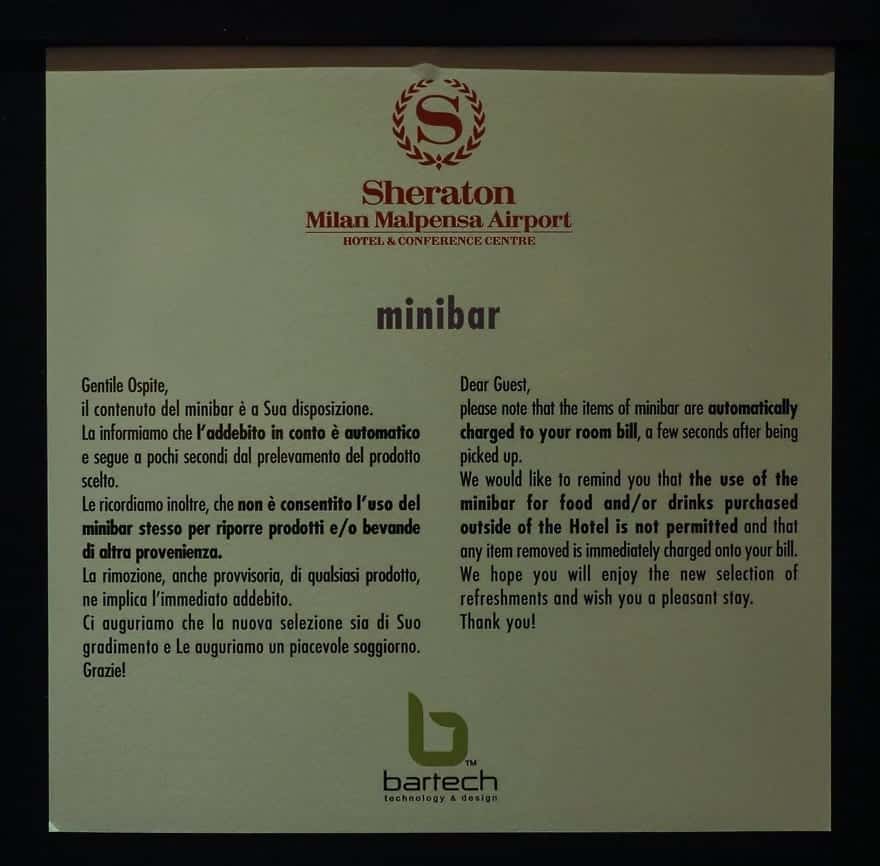 S
Sheraton
Milan Malpensa Airport
HOTEL & CONFERENCE CENTRE
minibar
Gentile Ospite,
il contenuto del minibar è a Sua disposizione.
La informiamo che l'addebito in conto è automatico
e segue a pochi secondi dal prelevamento del prodotto
scelto.
Le ricordiamo inoltre, che non è consentito l'uso del
minibar stesso per riporre prodotti e/o bevande
di altra provenienza.
La rimozione, anche provvisoria, di qualsiasi prodotto,
ne implica l'immediato addebito.
Ci auguriamo che la nuova selezione sia di Suo
gradimento e Le auguriamo un piacevole soggiorno.
Grazie!
Dear Guest,
please note that the items of minibar are automatically
charged to your room bill, a few seconds after being
picked up.
We would like to remind you that the use of the
minibar for food and/or drinks purchased
outside of the Hotel is not permitted and that
any item removed is immediately charged onto your bill.
We hope you will enjoy the new selection of
refreshments and wish you a pleasant stay.
Thank you!
b™
bartech
technology & design